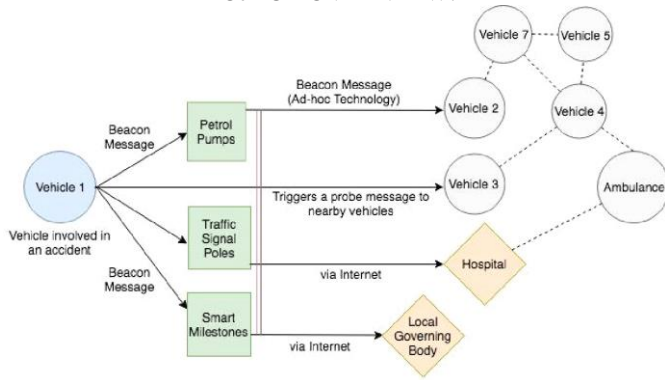 Vehicle 7
Vehicle 5
Beacon Message
(Ad-hoc Technology)
Vehicle 2
Vehicle 4
Beacon
Message
Petrol
Pumps
Vehicle 1
Vehicle 3
Ambulance
Triggers a probe message to
nearby vehicles
Vehicle involved in
an accident
Traffic
Signal
Poles
via Internet
Hospital
Beacon
Message
Smart
Milestones
via Internet
Local
Governing
Body